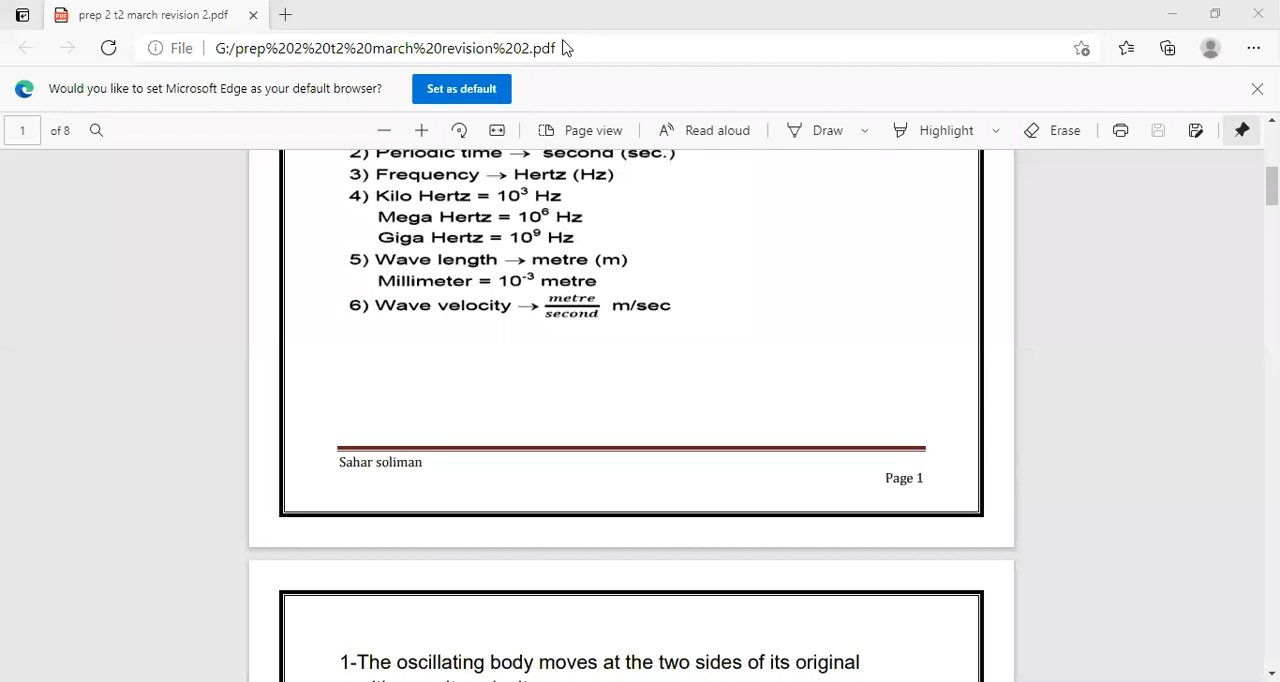 prep 2 t2 march revision 2.pdf
File G:/prep%202%20t2%20march%20revision%202.pdf
Would you like to set Microsoft Edge as your default browser? Set as default
1 of 8 Page view Read aloud Draw Highlight Erase
2) Periodic time → second (sec.)
3) Frequency → Hertz (Hz)
4) Kilo Hertz = 10³ Hz
Mega Hertz = 10⁶ Hz
Giga Hertz = 10⁹ Hz
5) Wave length → metre (m)
Millimeter = 10⁻³ metre
6) Wave velocity → metre/second m/sec
Sahar soliman
Page 1
1-The oscillating body moves at the two sides of its original